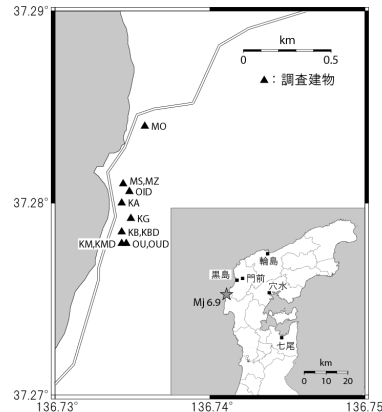 37.29
km
0
0.5
▲：調査建物
MO
MS,MZ
OID
37.28
KA
KG
KB,KBD
KM,KMD
OU,OUD
輪島
黒島
門前
穴水
Mj 6.9
七尾
km
0 10 20
37.27
136.73
136.74
136.75